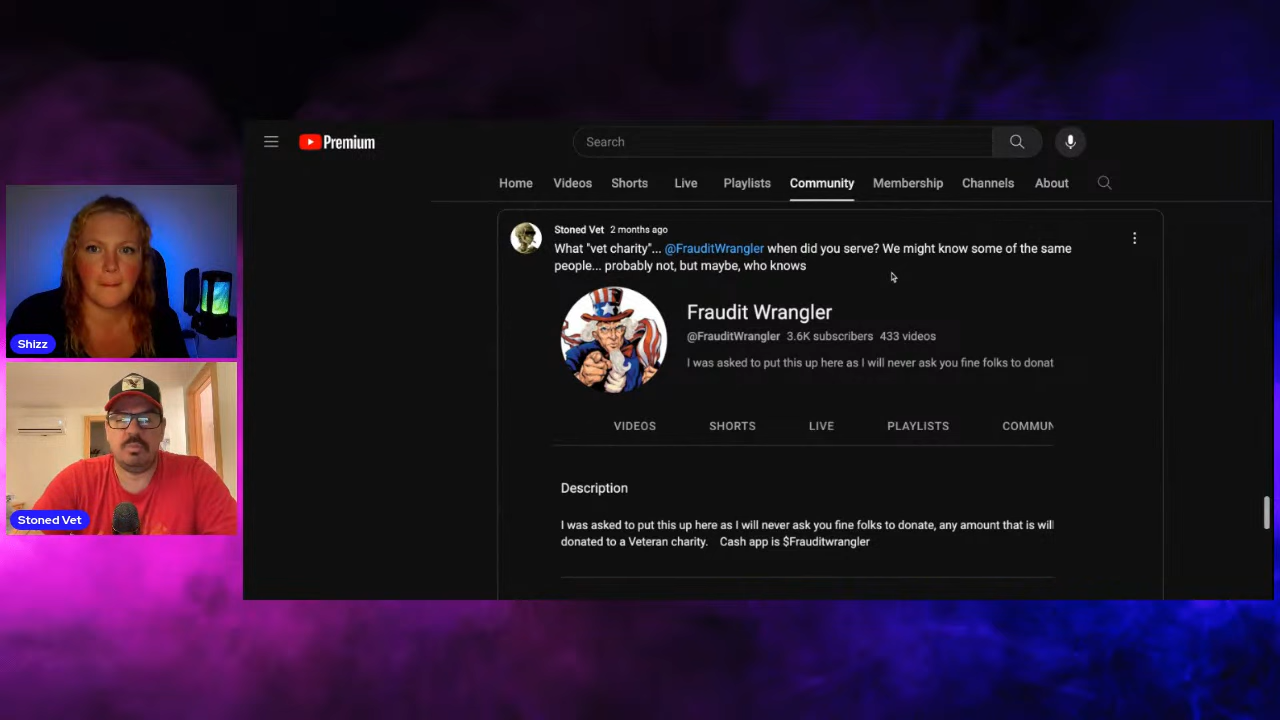 Premium
Search
Home Videos Shorts Live Playlists Community Membership Channels About
Stoned Vet 2 months ago
What "vet charity"... @FrauditWrangler when did you serve? We might know some of the same
people... probably not, but maybe, who knows
Fraudit Wrangler
@FrauditWrangler 3.6K subscribers 433 videos
I was asked to put this up here as I will never ask you fine folks to donat
VIDEOS SHORTS LIVE PLAYLISTS COMMUN
Description
I was asked to put this up here as I will never ask you fine folks to donate, any amount that is will
donated to a Veteran charity. Cash app is $Frauditwrangler
Shizz
Stoned Vet